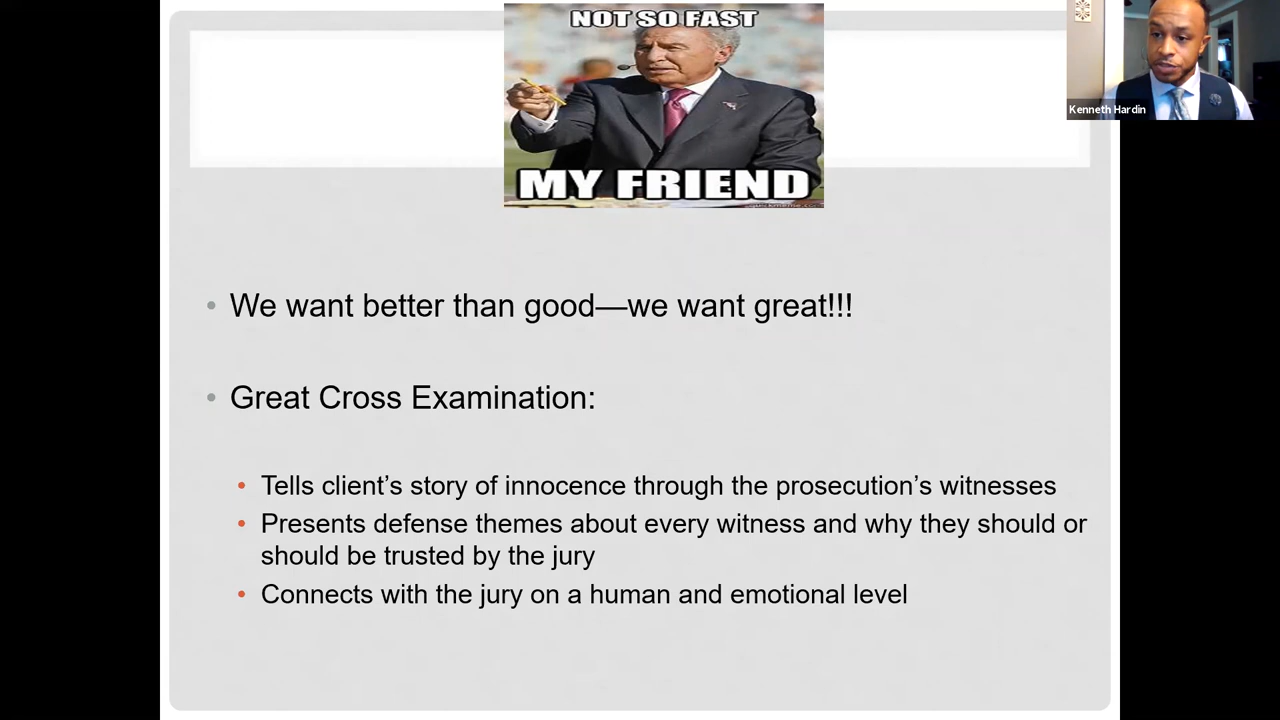 NOT SO FAST
MY FRIEND
Kenneth Hardin
• We want better than good—we want great!!!
• Great Cross Examination:
• Tells client’s story of innocence through the prosecution’s witnesses
• Presents defense themes about every witness and why they should or
should be trusted by the jury
• Connects with the jury on a human and emotional level